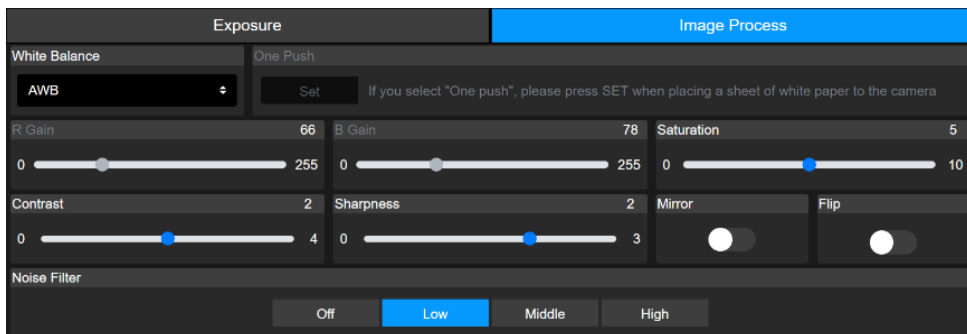 Exposure Image Process
White Balance One Push
AWB Set If you select "One push", please press SET when placing a sheet of white paper to the camera
R Gain 66 B Gain 78 Saturation 5
0 255 0 255 0 10
Contrast 2 Sharpness 2 Mirror Flip
0 4 0 3
Noise Filter
Off Low Middle High